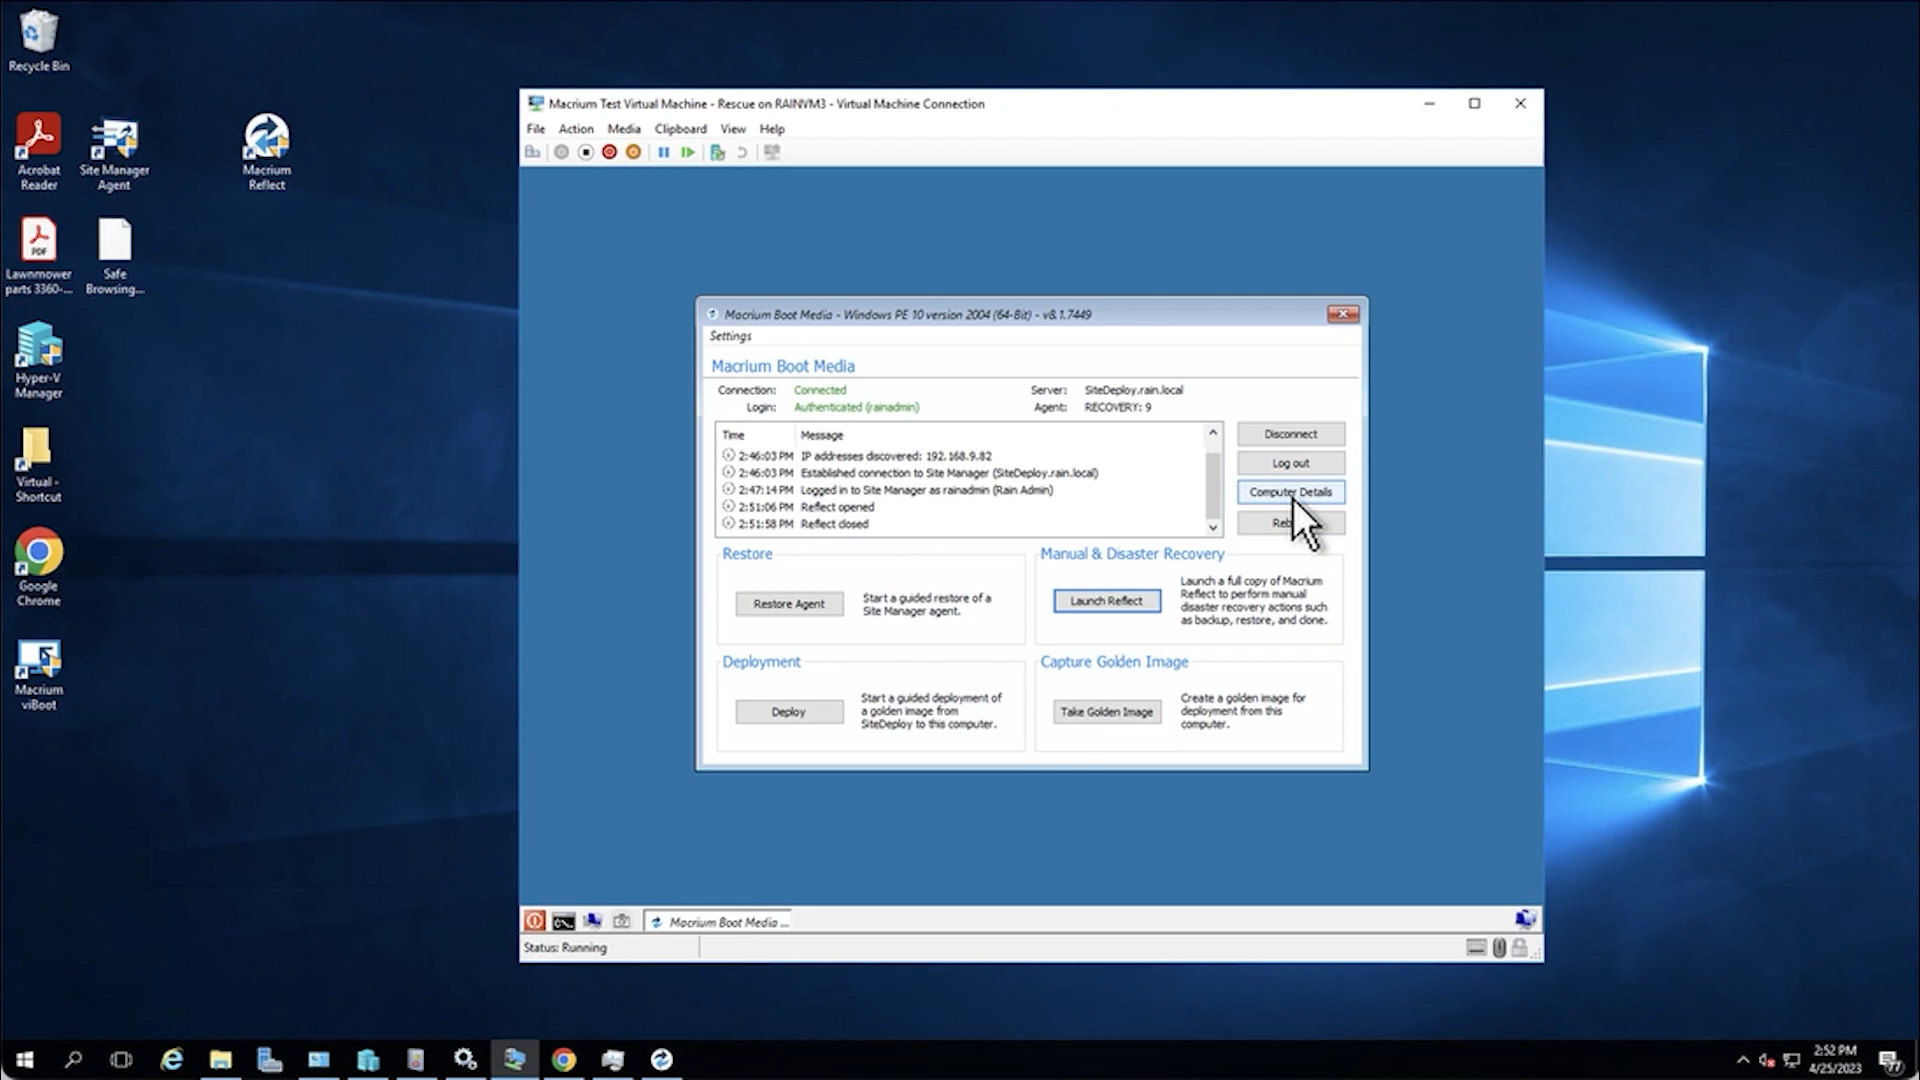 Recycle Bin
Acrobat
Reader
Site Manager
Agent
Macrium
Reflect
Lawnmower
parts 3360-...
Safe
Browsing...
Hyper-V
Manager
Virtual -
Shortcut
Google
Chrome
Macrium
viBoot
Macrium Test Virtual Machine - Rescue on RAINVM3 - Virtual Machine Connection
File Action Media Clipboard View Help
Macrium Boot Media - Windows PE 10 version 2004 (64-Bit) - v8.1.7449
Settings
Macrium Boot Media
Connection: Connected Server: SiteDeploy.rain.local
Login: Authenticated (rainadmin) Agent: RECOVERY: 9
Time Message
2:46:03 PM IP addresses discovered: 192.168.9.82
2:46:03 PM Established connection to Site Manager (SiteDeploy.rain.local)
2:47:14 PM Logged in to Site Manager as rainadmin (Rain Admin)
2:51:06 PM Reflect opened
2:51:58 PM Reflect closed
Disconnect
Log out
Computer Details
Restore
Restore Agent
Start a guided restore of a
Site Manager agent.
Manual & Disaster Recovery
Launch Reflect
Launch a full copy of Macrium
Reflect to perform manual
disaster recovery actions such
as backup, restore, and clone.
Deployment
Deploy
Start a guided deployment of
a golden image from
SiteDeploy to this computer.
Capture Golden Image
Take Golden Image
Create a golden image for
deployment from this
computer.
Macrium Boot Media ...
Status: Running
2:52 PM
4/25/2023